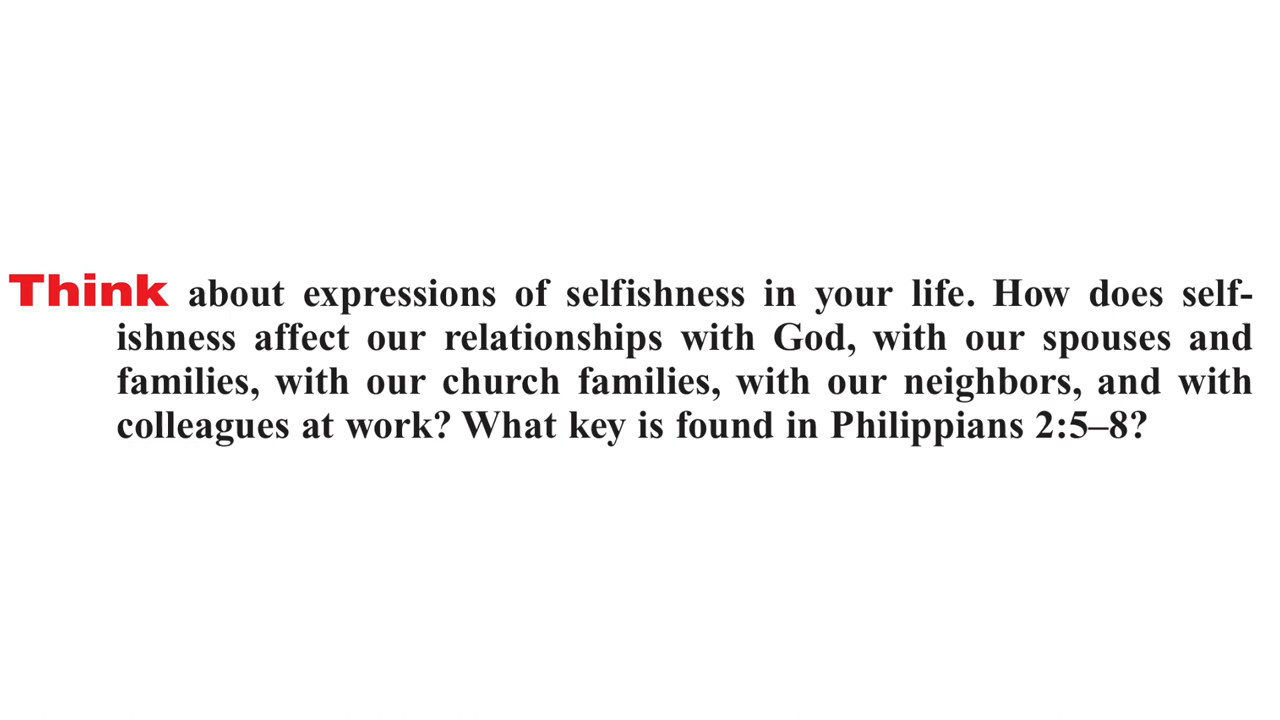 Think about expressions of selfishness in your life. How does self-
ishness affect our relationships with God, with our spouses and
families, with our church families, with our neighbors, and with
colleagues at work? What key is found in Philippians 2:5–8?